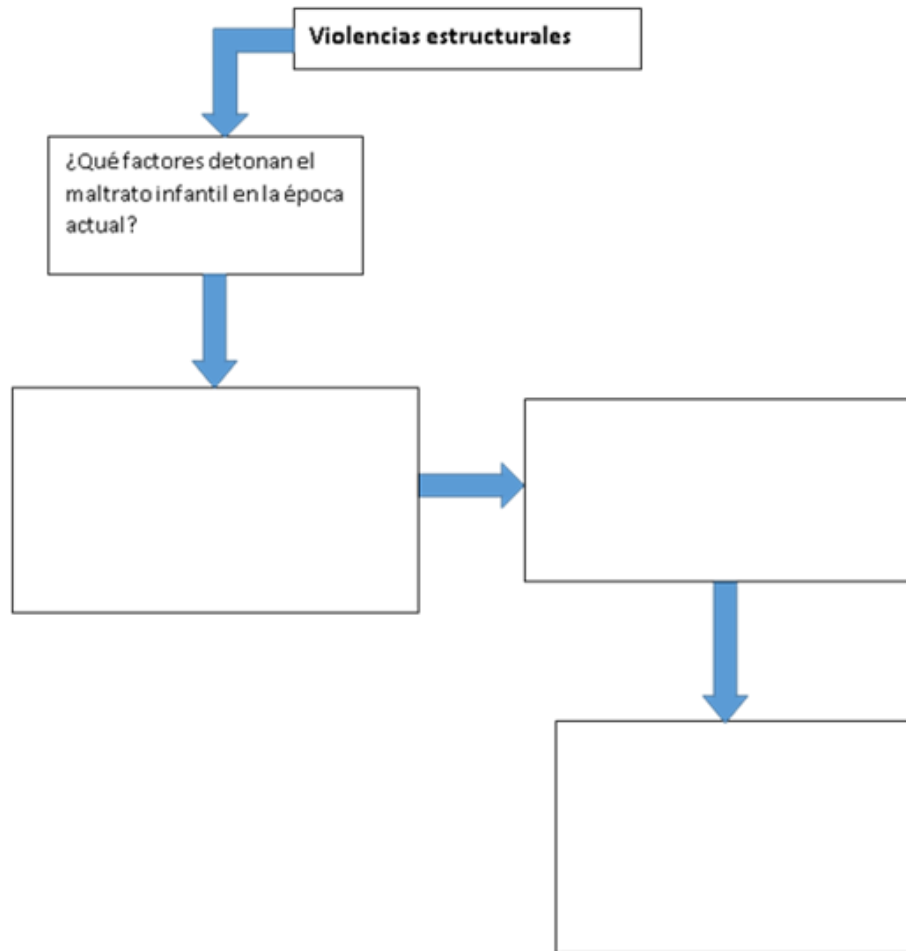 Violencias estructurales
¿Qué factores detonan el
maltrato infantil en la época
actual?